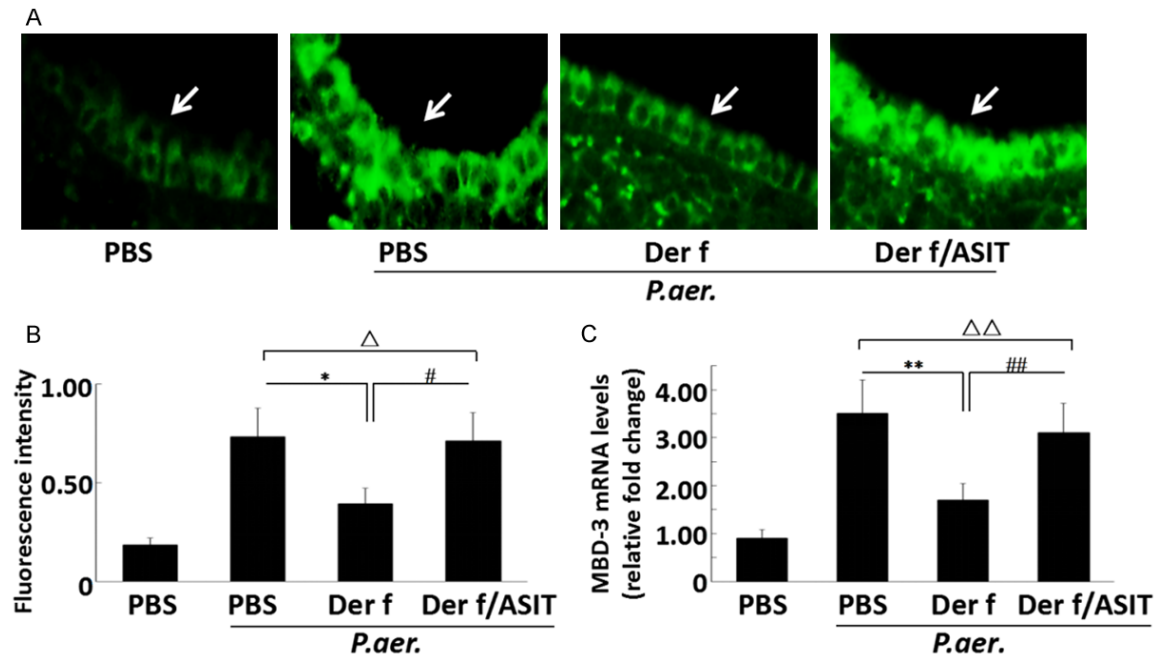 A
PBS
PBS
Der f
Der f/ASIT
P.aer.
B
Fluorescence intensity
1.00
0.50
0
△
*
#
PBS
PBS
Der f
Der f/ASIT
P.aer.
C
MBD-3 mRNA levels
(relative fold change)
4.00
3.00
2.00
1.00
0
△△
**
##
PBS
PBS
Der f
Der f/ASIT
P.aer.